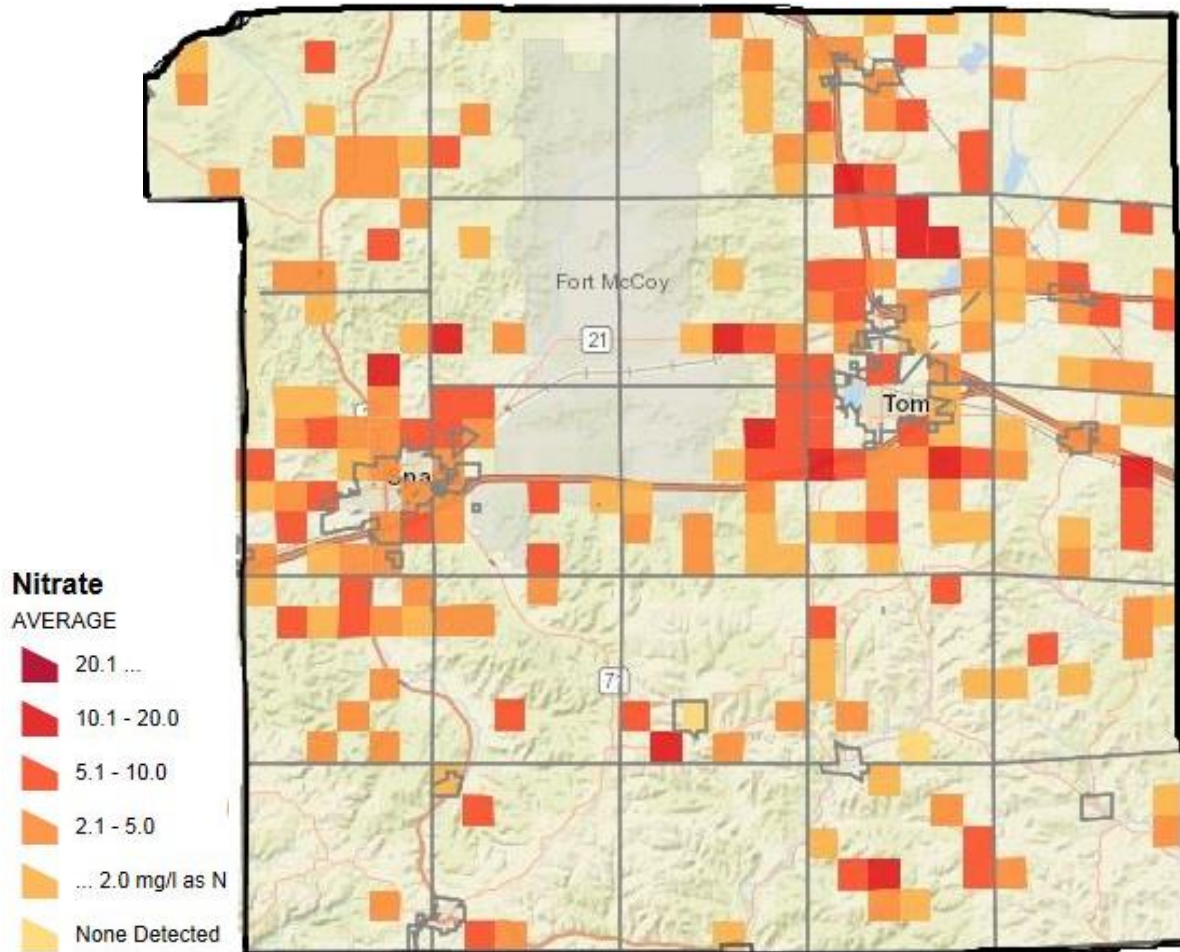 Fort McCoy
21
Tom
Spa
71
Nitrate
AVERAGE
20.1 ...
10.1 - 20.0
5.1 - 10.0
2.1 - 5.0
... 2.0 mg/l as N
None Detected